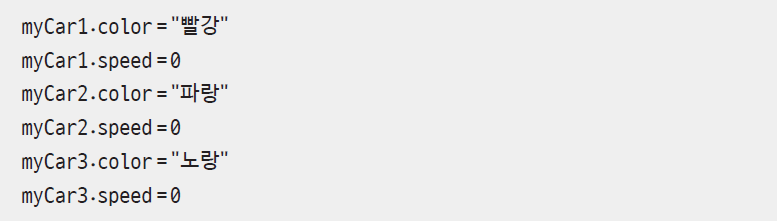 myCar1.color = "빨강"
myCar1.speed = 0
myCar2.color = "파랑"
myCar2.speed = 0
myCar3.color = "노랑"
myCar3.speed = 0